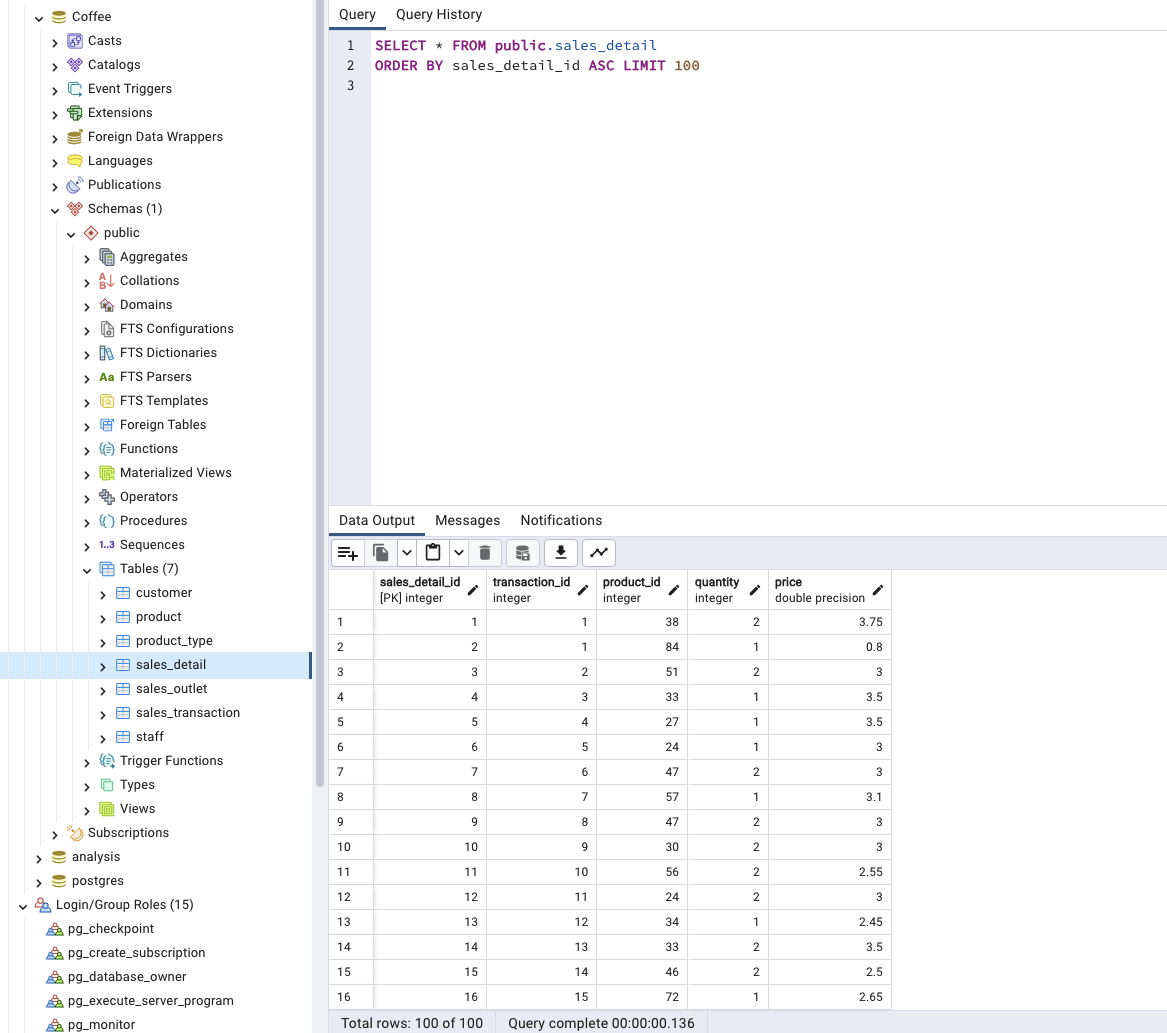 Coffee
Casts
Catalogs
Event Triggers
Extensions
Foreign Data Wrappers
Languages
Publications
Schemas (1)
public
Aggregates
Collations
Domains
FTS Configurations
FTS Dictionaries
Aa FTS Parsers
FTS Templates
Foreign Tables
Functions
Materialized Views
Operators
Procedures
1..3 Sequences
Tables (7)
customer
product
product_type
sales_detail
sales_outlet
sales_transaction
staff
Trigger Functions
Types
Views
Subscriptions
analysis
postgres
Login/Group Roles (15)
pg_checkpoint
pg_create_subscription
pg_database_owner
pg_execute_server_program
pg_monitor
Query Query History
1 SELECT * FROM public.sales_detail
2 ORDER BY sales_detail_id ASC LIMIT 100
3
Data Output Messages Notifications
sales_detail_id transaction_id product_id quantity price
[PK] integer integer integer integer double precision
1 1 1 38 2 3.75
2 2 1 84 1 0.8
3 3 2 51 2 3
4 4 3 33 1 3.5
5 5 4 27 1 3.5
6 6 5 24 1 3
7 7 6 47 2 3
8 8 7 57 1 3.1
9 9 8 47 2 3
10 10 9 30 2 3
11 11 10 56 2 2.55
12 12 11 24 2 3
13 13 12 34 1 2.45
14 14 13 33 2 3.5
15 15 14 46 2 2.5
16 16 15 72 1 2.65
Total rows: 100 of 100 Query complete 00:00:00.136